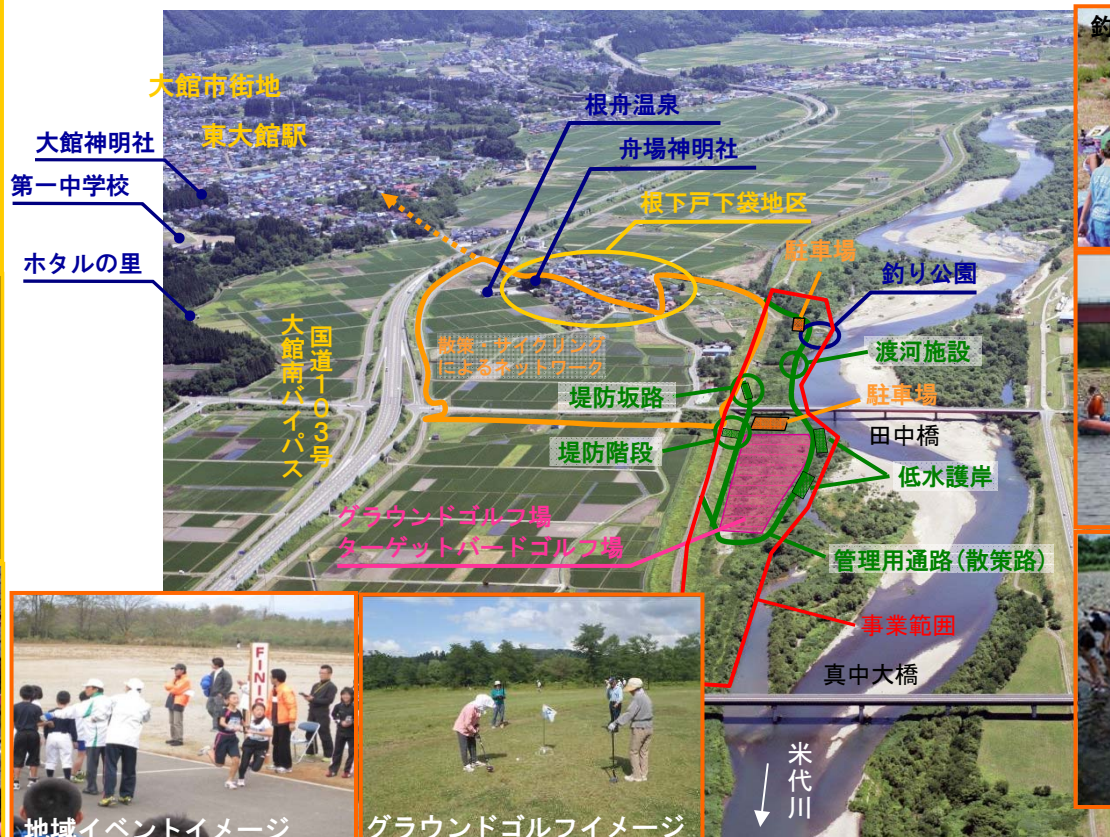 釣
大館市街地
東大館駅
根舟温泉
舟場神明社
大館神明社
第一中学校
根下戸下袋地区
駐車場
釣り公園
ホタルの里
国道103号
大館南バイパス
散策・サイクリング
によるネットワーク
渡河施設
堤防坂路
駐車場
田中橋
堤防階段
低水護岸
グラウンドゴルフ場
ターゲットバードゴルフ場
管理用通路(散策路)
事業範囲
真中大橋
米代川
FINIS
地域イベントイメージ
グラウンドゴルフイメージ